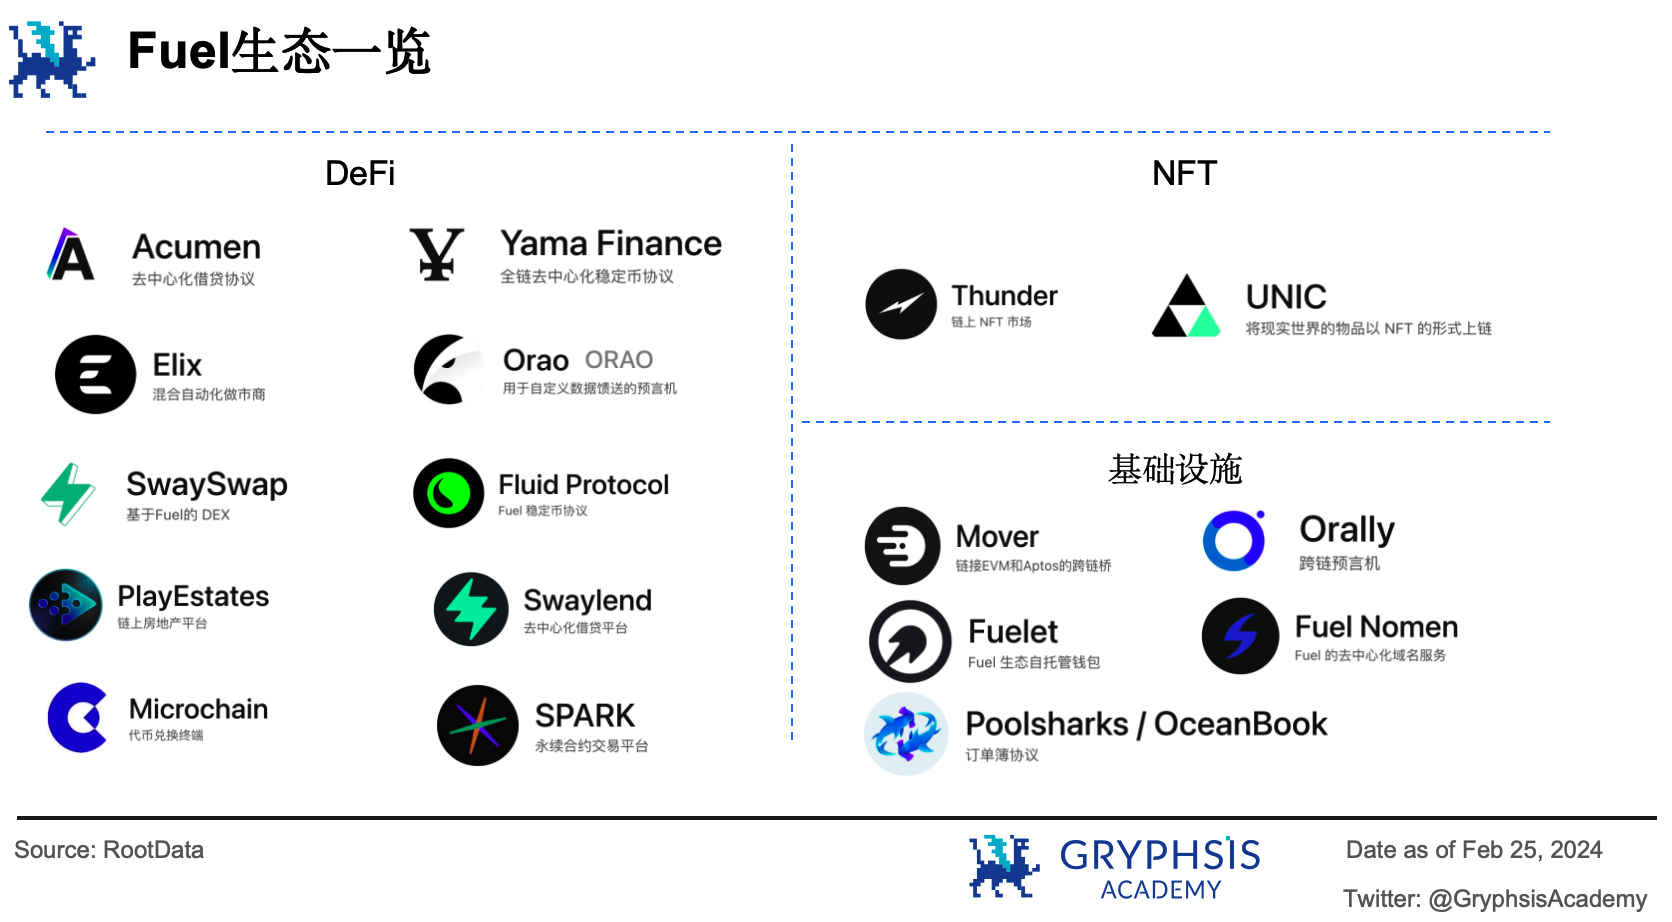 Fuel生态一览
DeFi
Acumen
去中心化借贷协议
Yama Finance
全链去中心化稳定币协议
Elix
混合自动化做市商
Orao ORAO
用于自定义数据馈送的预言机
SwaySwap
基于Fuel的 DEX
Fluid Protocol
Fuel 稳定币协议
PlayEstates
链上房地产平台
Swaylend
去中心化借贷平台
Microchain
代币兑换终端
SPARK
永续合约交易平台
NFT
Thunder
链上 NFT 市场
UNIC
将现实世界的物品以 NFT 的形式上链
基础设施
Mover
链接EVM和Aptos的跨链桥
Orally
跨链预言机
Fuelet
Fuel 生态自托管钱包
Fuel Nomen
Fuel 的去中心化域名服务
Poolsharks / OceanBook
订单簿协议
Source: RootData
GRYPHSIS
ACADEMY
Date as of Feb 25, 2024
Twitter: @GryphsisAcademy